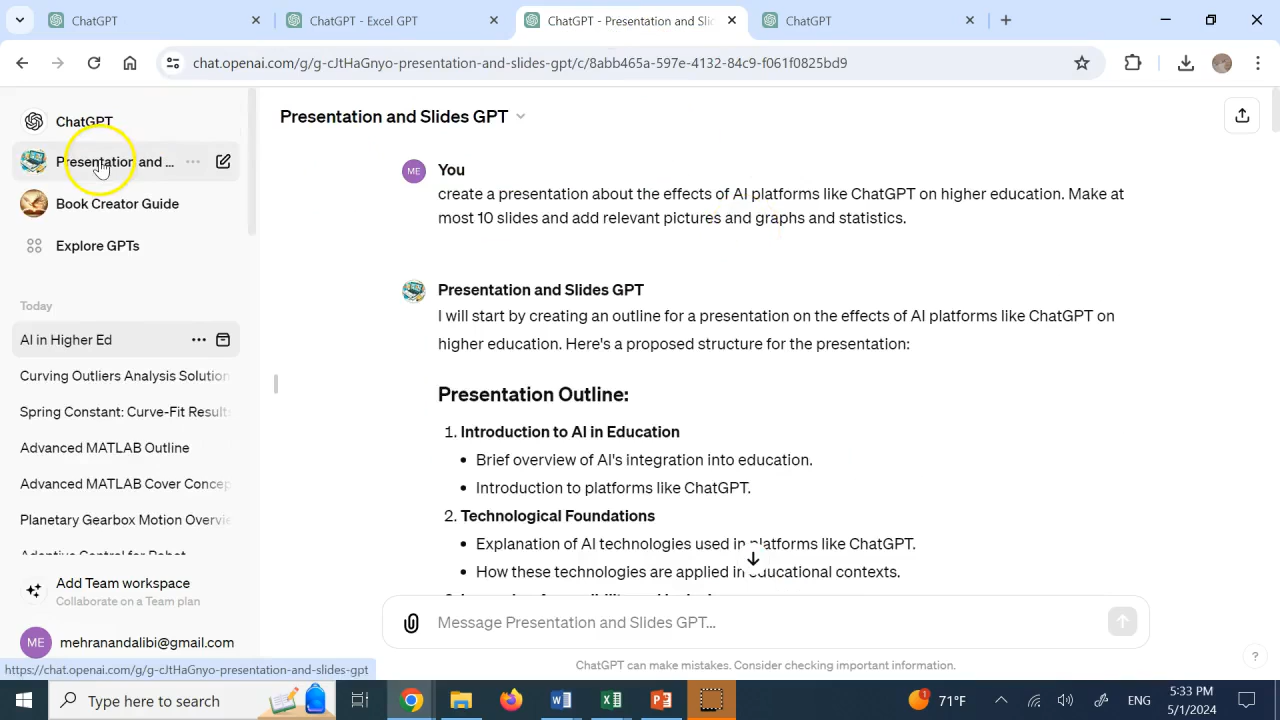 ChatGPT
ChatGPT - Excel GPT
ChatGPT - Presentation and Slic
ChatGPT
chat.openai.com/g/g-cJtHaGnyo-presentation-and-slides-gpt/c/8abb465a-597e-4132-84c9-f061f0825bd9
ChatGPT
Presentation and ...
Book Creator Guide
Explore GPTs
Today
AI in Higher Ed
Curving Outliers Analysis Solution
Spring Constant: Curve-Fit Results
Advanced MATLAB Outline
Advanced MATLAB Cover Concep
Planetary Gearbox Motion Overvie
Adaptive Control for Robot
Add Team workspace
Collaborate on a Team plan
ME
mehranandalibi@gmail.com
https://chat.openai.com/g/g-cJtHaGnyo-presentation-and-slides-gpt
Presentation and Slides GPT
ME
You
create a presentation about the effects of AI platforms like ChatGPT on higher education. Make at
most 10 slides and add relevant pictures and graphs and statistics.
Presentation and Slides GPT
I will start by creating an outline for a presentation on the effects of AI platforms like ChatGPT on
higher education. Here's a proposed structure for the presentation:
Presentation Outline:
1. Introduction to AI in Education
• Brief overview of AI's integration into education.
• Introduction to platforms like ChatGPT.
2. Technological Foundations
• Explanation of AI technologies used in platforms like ChatGPT.
• How these technologies are applied in educational contexts.
Message Presentation and Slides GPT...
ChatGPT can make mistakes. Consider checking important information.
?
Type here to search
1
71°F
ENG
5:33 PM
5/1/2024